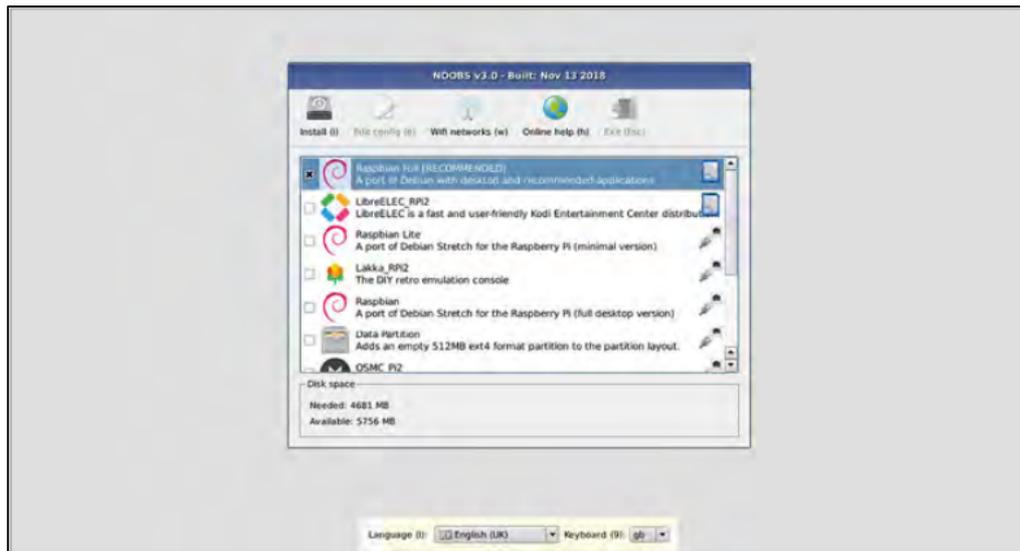 NOOBS v3.0 - Built: Nov 13 2018
Install (i) Edit config (e) Wifi networks (w) Online help (h) Exit (Esc)
Raspbian Full [RECOMMENDED]
A port of Debian with desktop and recommended applications
LibreELEC_RPi2
LibreELEC is a fast and user-friendly Kodi Entertainment Center distribut
Raspbian Lite
A port of Debian Stretch for the Raspberry Pi (minimal version)
Lakka_RPi2
The DIY retro emulation console
Raspbian
A port of Debian Stretch for the Raspberry Pi (full desktop version)
Data Partition
Adds an empty 512MB ext4 format partition to the partition layout.
OSMC_Pi2
Disk space
Needed: 4681 MB
Available: 5756 MB
Language (l): English (UK) Keyboard (9): gb